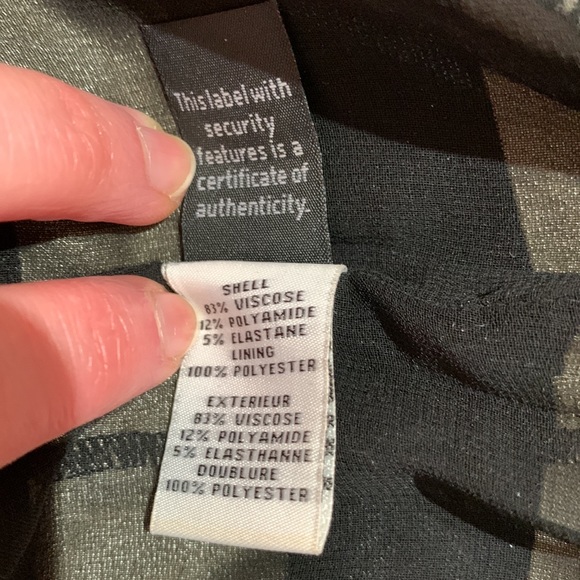 This label with
security
features is a
certificate of
authenticity.
SHELL
83% VISCOSE
12% POLYAMIDE
5% ELASTANE
LINING
100% POLYESTER
EXTERIEUR
83% VISCOSE
12% POLYAMIDE
5% ELASTHANNE
DOUBLURE
100% POLYESTER